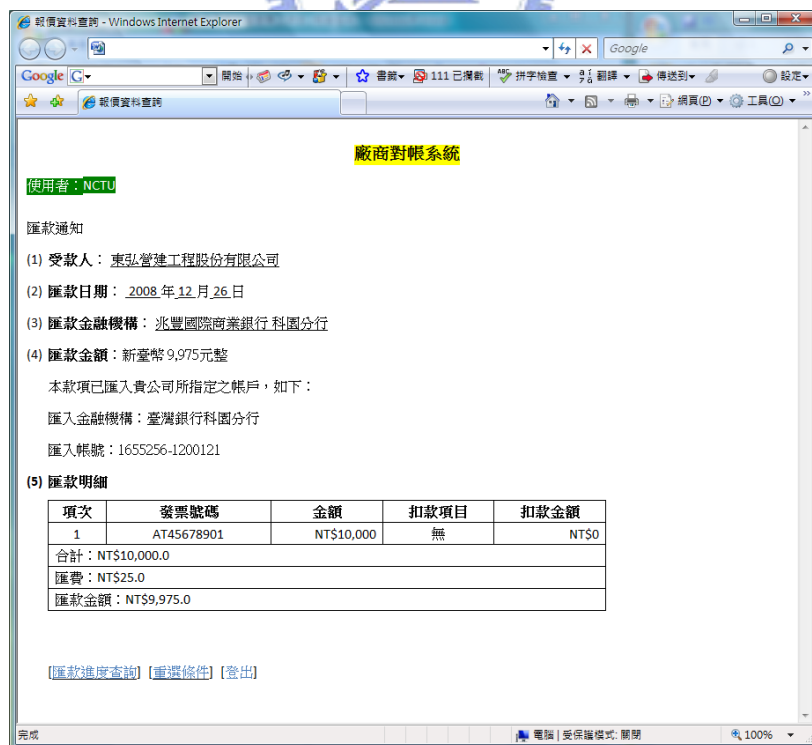 報價資料查詢 - Windows Internet Explorer
Google
Google G 開始 書籤 111 已攔截 拼字檢查 翻譯 傳送到 設定
報價資料查詢 網頁(P) 工具(O)
廠商對帳系統
使用者：NCTU
匯款通知
(1) 受款人： 東弘營建工程股份有限公司
(2) 匯款日期： 2008 年 12 月 26 日
(3) 匯款金融機構： 兆豐國際商業銀行 科園分行
(4) 匯款金額：新臺幣 9,975元整
本款項已匯入貴公司所指定之帳戶，如下：
匯入金融機構：臺灣銀行科園分行
匯入帳號：1655256-1200121
(5) 匯款明細
項次 發票號碼 金額 扣款項目 扣款金額
1 AT45678901 NT$10,000 無 NT$0
合計：NT$10,000.0
匯費：NT$25.0
匯款金額：NT$9,975.0
[匯款進度查詢] [重選條件] [登出]
完成 電腦 | 受保護模式: 關閉 100%